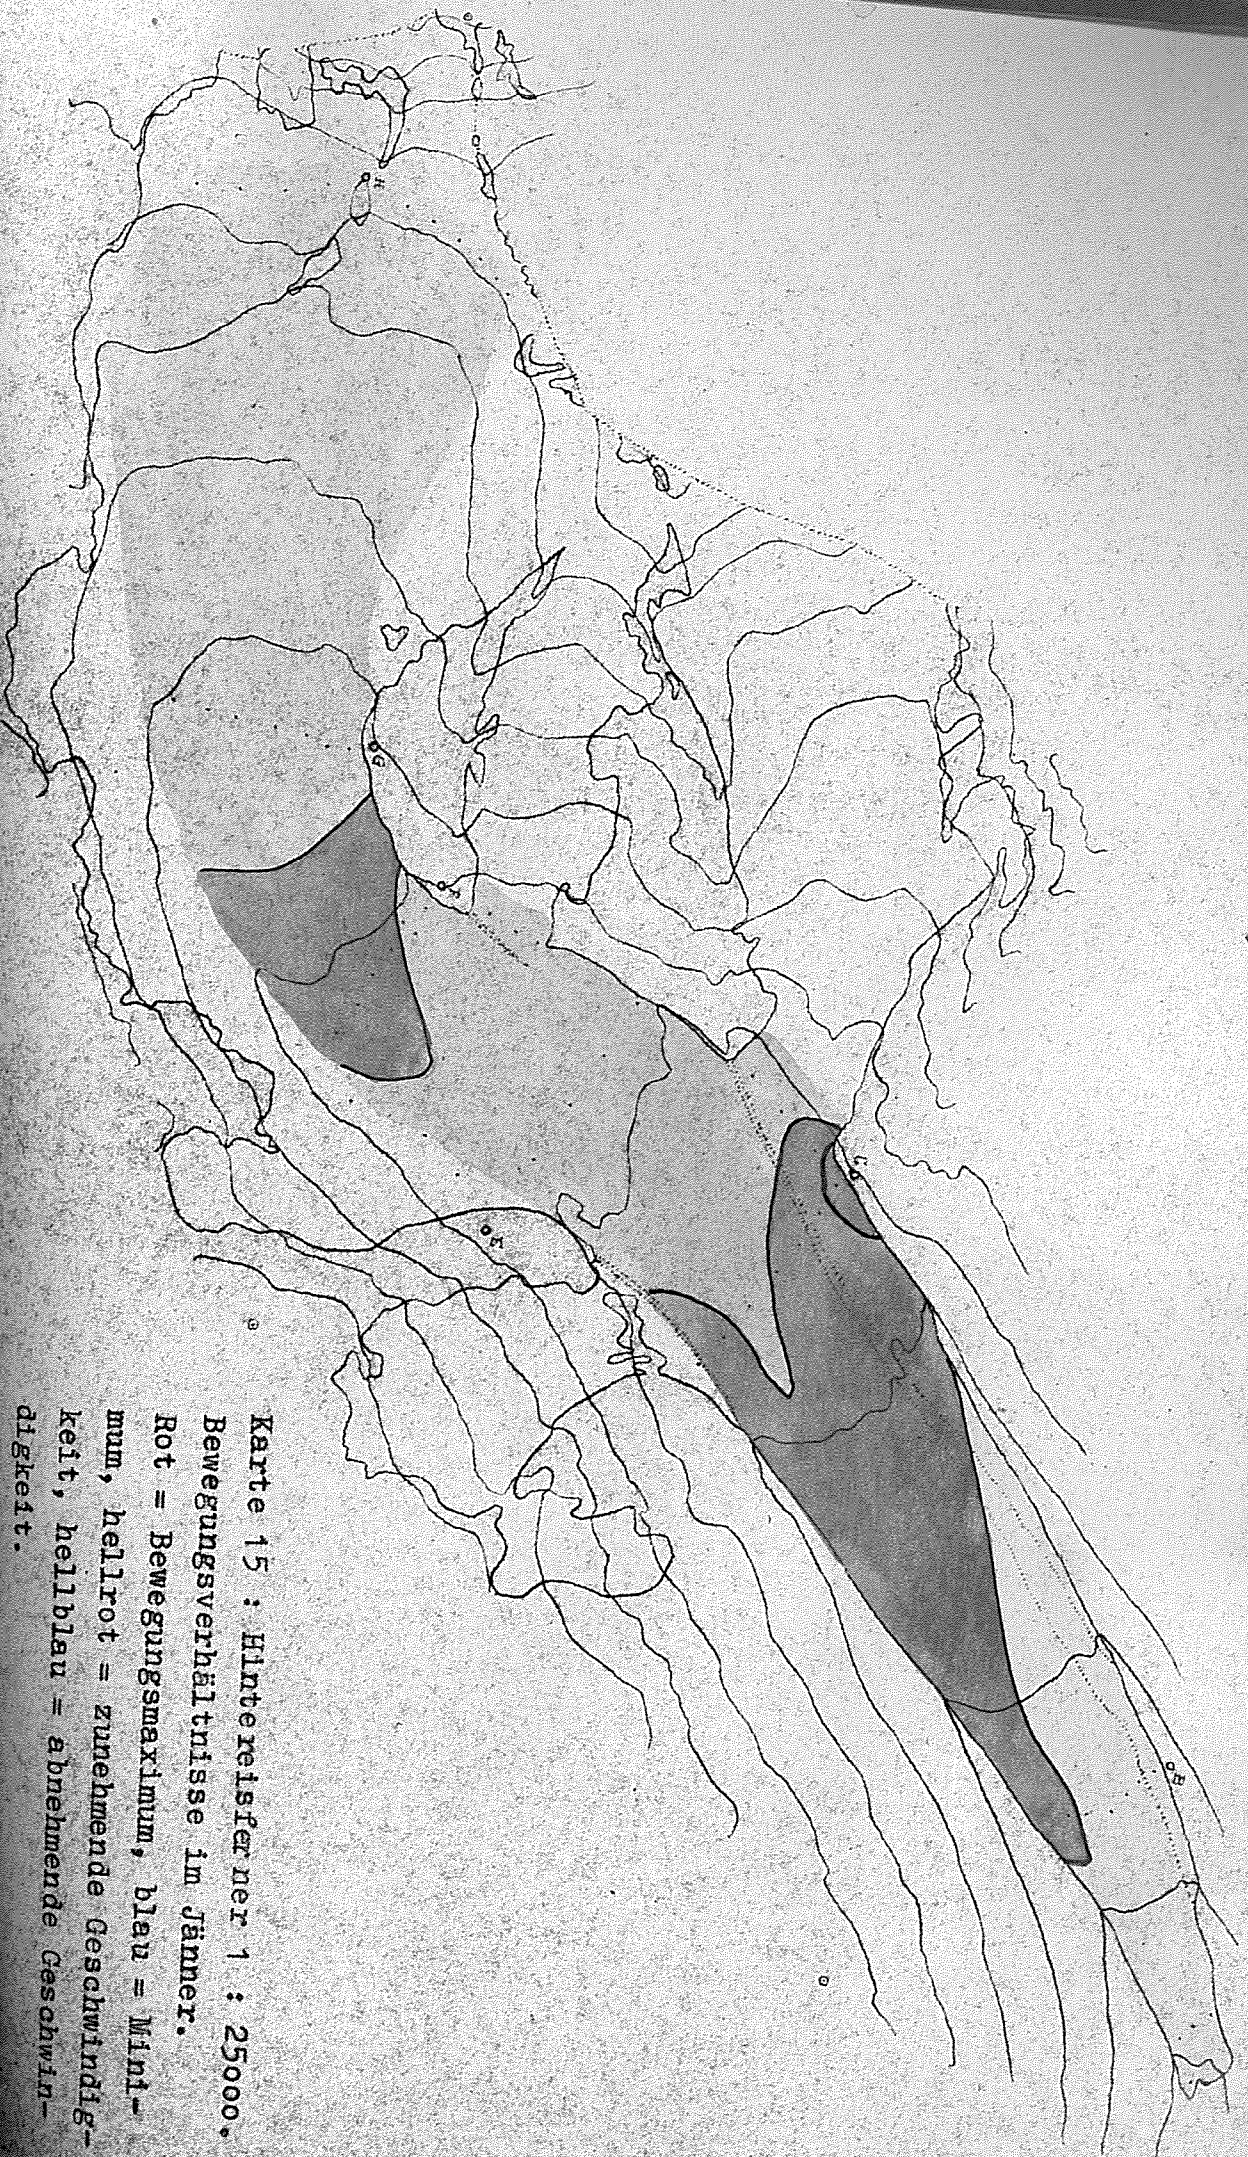 Karte 15 : Hintereisferner 1 : 25000.
Bewegungsverhältnisse im Jänner.
Rot = Bewegungsmaximum, blau = Mini-
mum, hellrot = zunehmende Geschwindig-
keit, hellblau = abnehmende Geschwin-
digkeit.
H
G
F
E
C
B